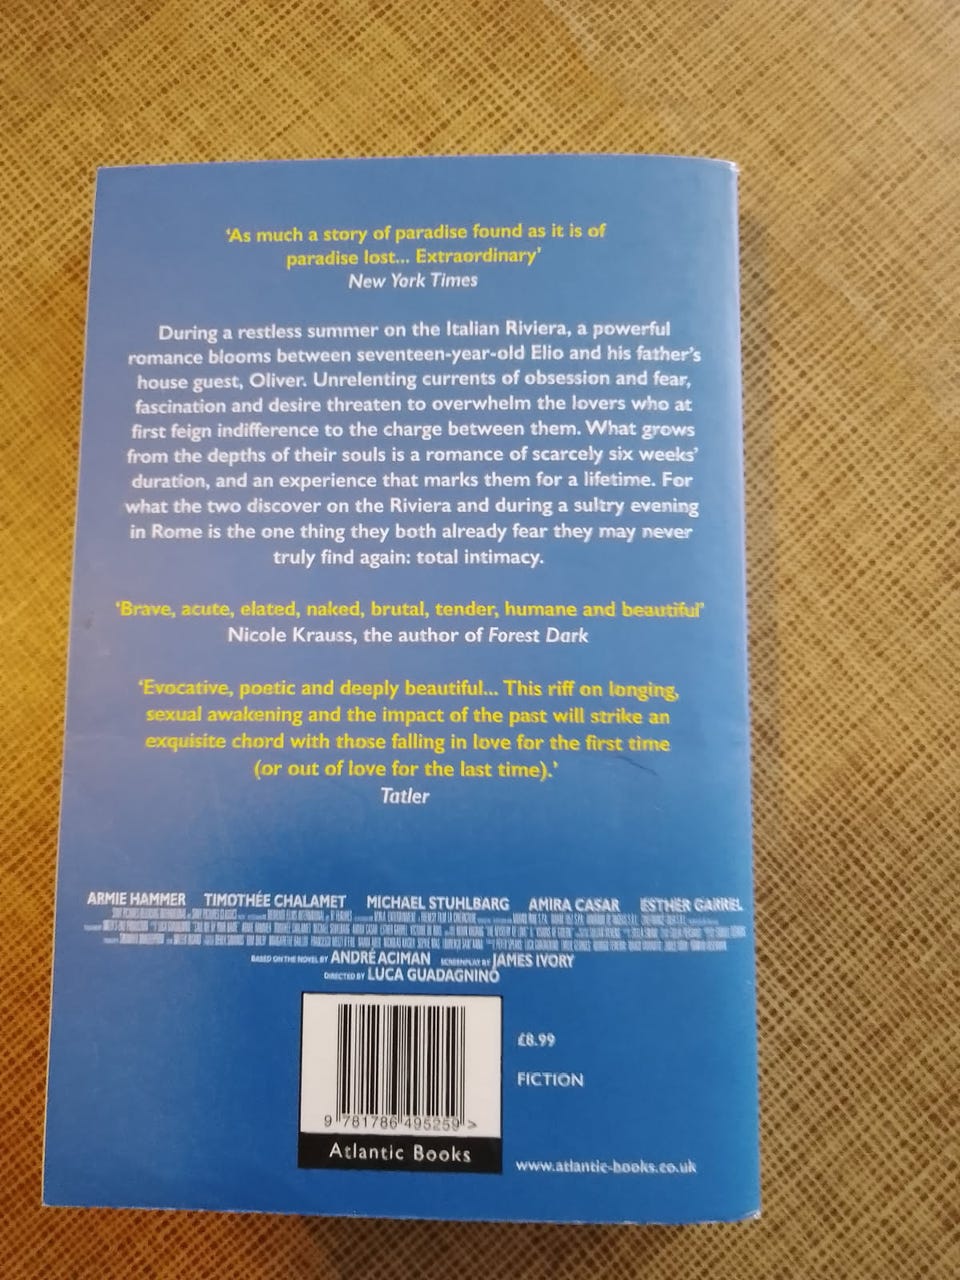 ‘As much a story of paradise found as it is of
paradise lost... Extraordinary’
New York Times
During a restless summer on the Italian Riviera, a powerful
romance blooms between seventeen-year-old Elio and his father’s
house guest, Oliver. Unrelenting currents of obsession and fear,
fascination and desire threaten to overwhelm the lovers who at
first feign indifference to the charge between them. What grows
from the depths of their souls is a romance of scarcely six weeks’
duration, and an experience that marks them for a lifetime. For
what the two discover on the Riviera and during a sultry evening
in Rome is the one thing they both already fear they may never
truly find again: total intimacy.
‘Brave, acute, elated, naked, brutal, tender, humane and beautiful’
Nicole Krauss, the author of Forest Dark
‘Evocative, poetic and deeply beautiful... This riff on longing,
sexual awakening and the impact of the past will strike an
exquisite chord with those falling in love for the first time
(or out of love for the last time).’
Tatler
ARMIE HAMMER TIMOTHÉE CHALAMET MICHAEL STUHLBARG AMIRA CASAR ESTHER GARREL
BASED ON THE NOVEL BY ANDRÉ ACIMAN SCREENPLAY BY JAMES IVORY
DIRECTED BY LUCA GUADAGNINO
£8.99
FICTION
9 781786 495259 >
Atlantic Books
www.atlantic-books.co.uk